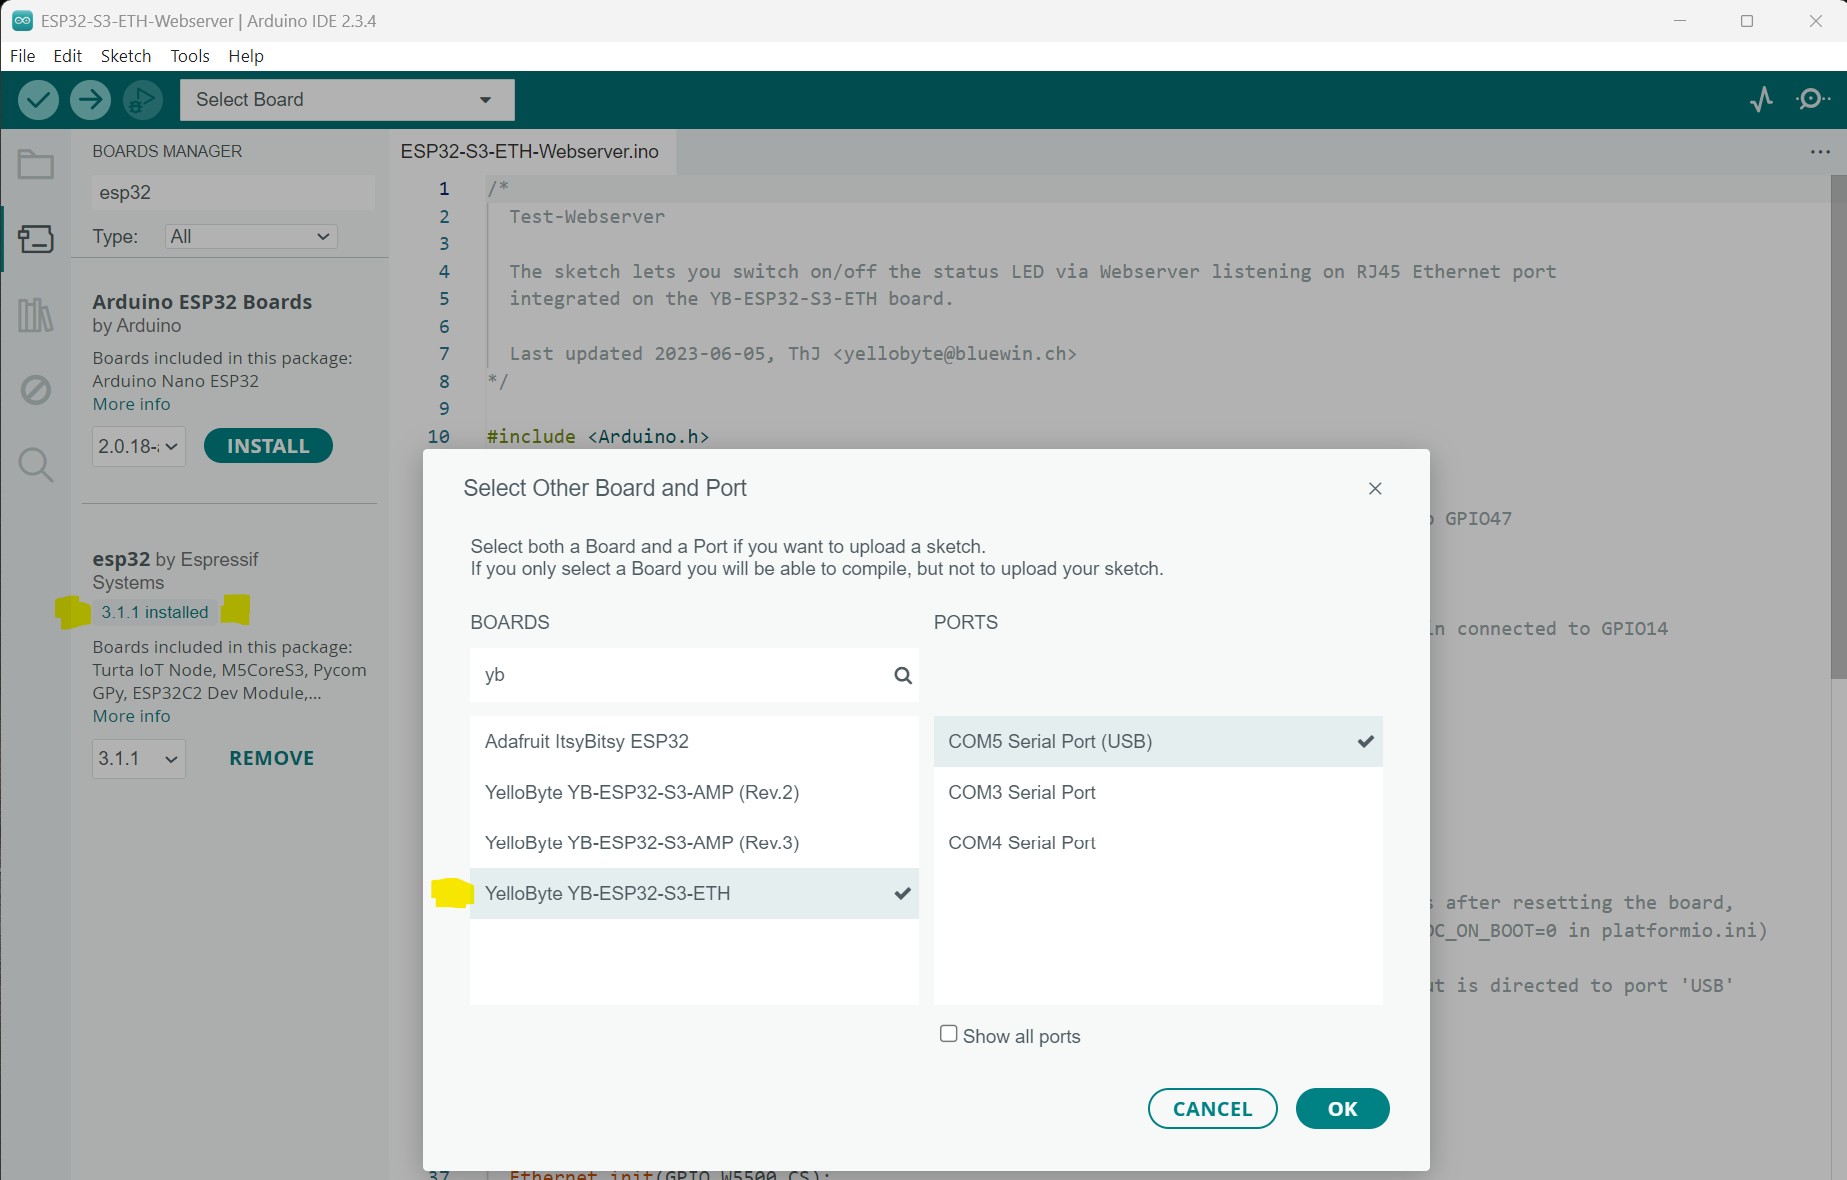 ESP32-S3-ETH-Webserver | Arduino IDE 2.3.4
File Edit Sketch Tools Help
Select Board
BOARDS MANAGER
esp32
Type: All
Arduino ESP32 Boards
by Arduino
Boards included in this package:
Arduino Nano ESP32
More info
2.0.18-
INSTALL
esp32 by Espressif
Systems
3.1.1 installed
Boards included in this package:
Turta IoT Node, M5CoreS3, Pycom
GPy, ESP32C2 Dev Module,...
More info
3.1.1
REMOVE
ESP32-S3-ETH-Webserver.ino
1 /*
2 Test-Webserver
3
4 The sketch lets you switch on/off the status LED via Webserver listening on RJ45 Ethernet port
5 integrated on the YB-ESP32-S3-ETH board.
6
7 Last updated 2023-06-05, ThJ <yellobyte@bluewin.ch>
8 */
9
10 #include <Arduino.h>
GPIO47
connected to GPIO14
after resetting the board,
DC_ON_BOOT=0 in platformio.ini)
is directed to port 'USB'
Select Other Board and Port
Select both a Board and a Port if you want to upload a sketch.
If you only select a Board you will be able to compile, but not to upload your sketch.
BOARDS
yb
Adafruit ItsyBitsy ESP32
YelloByte YB-ESP32-S3-AMP (Rev.2)
YelloByte YB-ESP32-S3-AMP (Rev.3)
YelloByte YB-ESP32-S3-ETH
PORTS
COM5 Serial Port (USB)
COM3 Serial Port
COM4 Serial Port
Show all ports
CANCEL
OK
37 Ethernet.init(GPIO_W5500_CS);